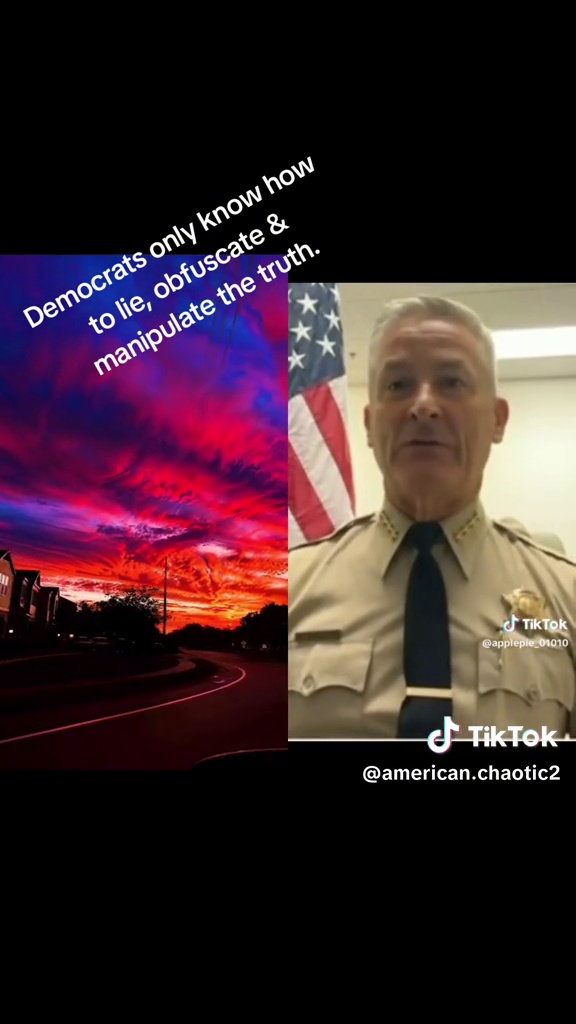 Democrats only know how
to lie, obfuscate &
manipulate the truth.
TikTok
@applepie_01010
TikTok
@american.chaotic2